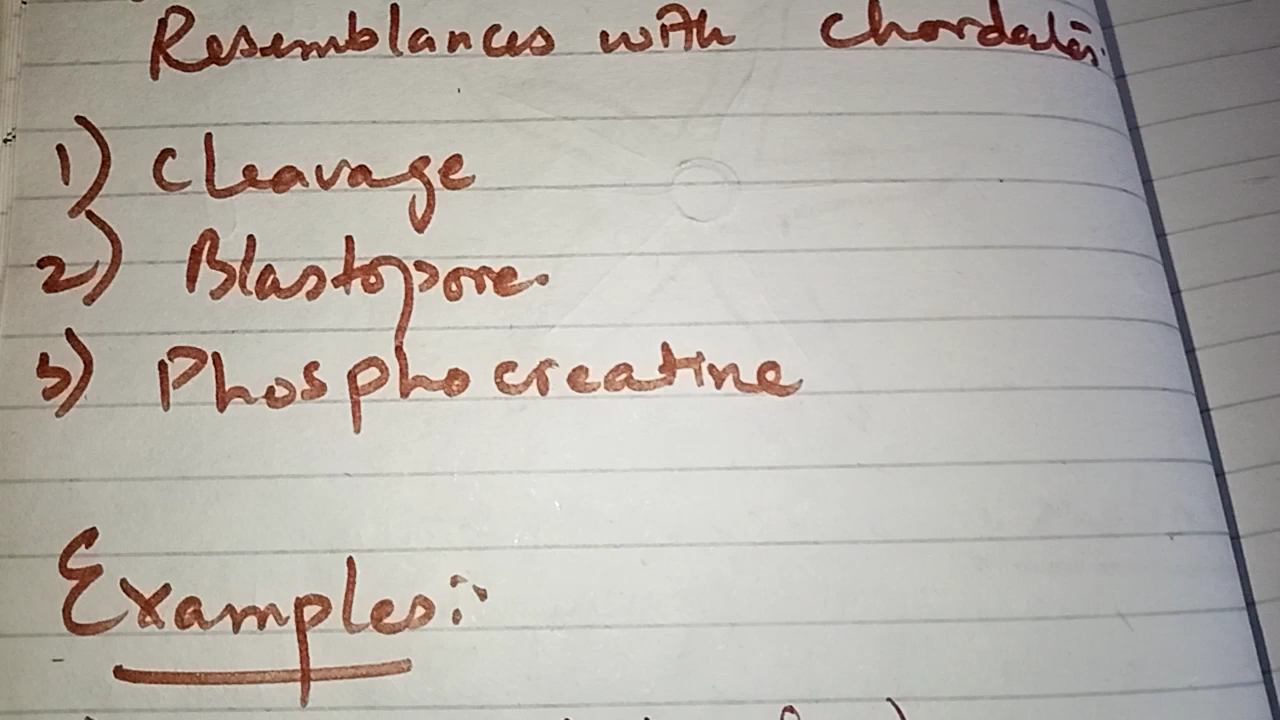 Resemblances with Chordates.
1) Cleavage
2) Blastopore.
3) Phosphocreatine
Examples:-